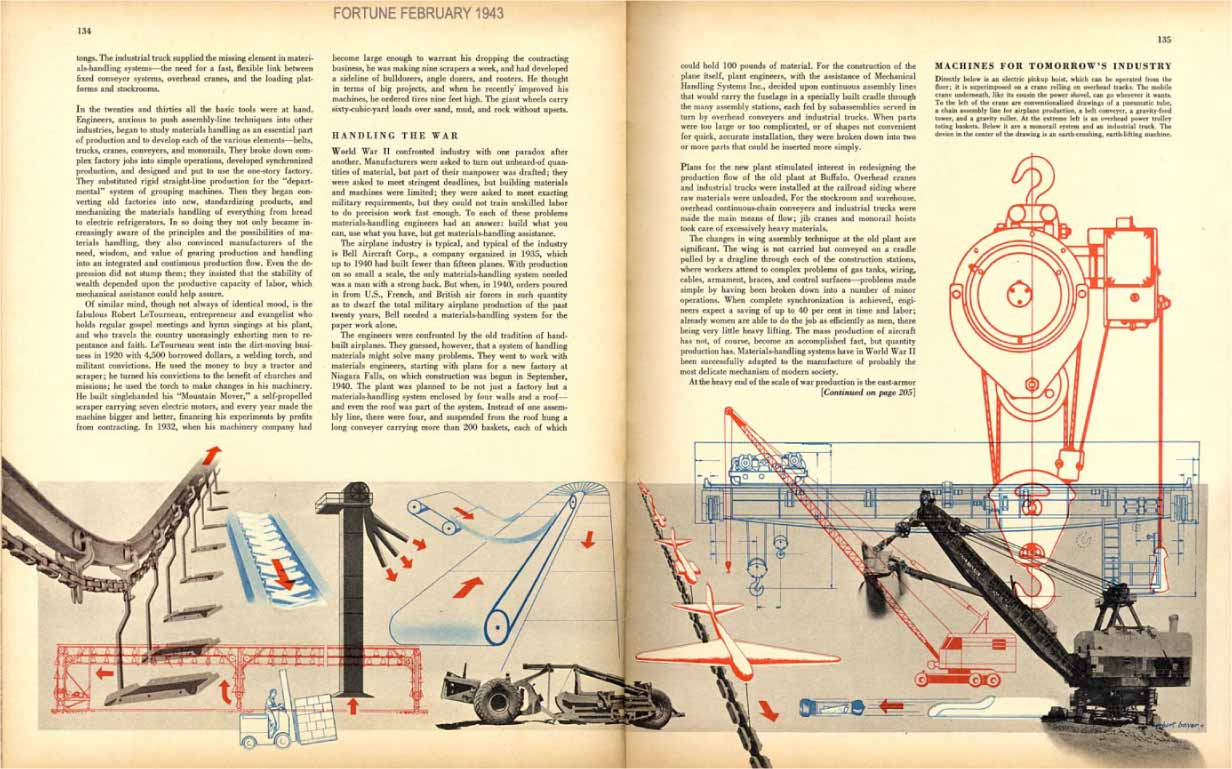 FORTUNE FEBRUARY 1943
134
tongs. The industrial truck supplied the missing element in materi-
als-handling systems—the need for a fast, flexible link between
fixed conveyer systems, overhead cranes, and the loading plat-
forms and stockrooms.
In the twenties and thirties all the basic tools were at hand.
Engineers, anxious to push assembly-line techniques into other
industries, began to study materials handling as an essential part
of production and to develop each of the various elements—belts,
trucks, cranes, conveyers, and monorails. They broke down com-
plex factory jobs into simple operations, developed synchronized
production, and designed and put to use the one-story factory.
They substituted rigid straight-line production for the "depart-
mental" system of grouping machines. Then they began con-
verting old factories into new, standardizing products, and
mechanizing the materials handling of everything from bread
to electric refrigerators. In so doing they not only became in-
creasingly aware of the principles and the possibilities of ma-
terials handling, they also convinced manufacturers of the
need, wisdom, and value of gearing production and handling
into an integrated and continuous production flow. Even the de-
pression did not stump them; they insisted that the stability of
wealth depended upon the productive capacity of labor, which
mechanical assistance could help assure.
Of similar mind, though not always of identical mood, is the
fabulous Robert LeTourneau, entrepreneur and evangelist who
holds regular gospel meetings and hymn singings at his plant,
and who travels the country unceasingly exhorting men to re-
pentance and faith. LeTourneau went into the dirt-moving busi-
ness in 1920 with 4,500 borrowed dollars, a welding torch, and
militant convictions. He used the money to buy a tractor and
scraper; he turned his convictions to the benefit of churches and
missions; he used the torch to make changes in his machinery.
He built singlehanded his "Mountain Mover," a self-propelled
scraper carrying seven electric motors, and every year made the
machine bigger and better, financing his experiments by profits
from contracting. In 1932, when his machinery company had
become large enough to warrant his dropping the contracting
business, he was making nine scrapers a week, and had developed
a sideline of bulldozers, angle dozers, and rooters. He thought
in terms of big projects, and when he recently improved his
machines, he ordered tires nine feet high. The giant wheels carry
sixty-cubic-yard loads over sand, mud, and rock without upsets.
HANDLING THE WAR
World War II confronted industry with one paradox after
another. Manufacturers were asked to turn out unheard-of quan-
tities of material, but part of their manpower was drafted; they
were asked to meet stringent deadlines, but building materials
and machines were limited; they were asked to meet exacting
military requirements, but they could not train unskilled labor
to do precision work fast enough. To each of these problems
materials-handling engineers had an answer: build what you
can, use what you have, but get materials-handling assistance.
The airplane industry is typical, and typical of the industry
is Bell Aircraft Corp., a company organized in 1935, which
up to 1940 had built fewer than fifteen planes. With production
on so small a scale, the only materials-handling system needed
was a man with a strong back. But when, in 1940, orders poured
in from U.S., French, and British air forces in such quantity
as to dwarf the total military airplane production of the past
twenty years, Bell needed a materials-handling system for the
paper work alone.
The engineers were confronted by the old tradition of hand-
built airplanes. They guessed, however, that a system of handling
materials might solve many problems. They went to work with
materials engineers, starting with plans for a new factory at
Niagara Falls, on which construction was begun in September,
1940. The plant was planned to be not just a factory but a
materials-handling system enclosed by four walls and a roof—
and even the roof was part of the system. Instead of one assem-
bly line, there were four, and suspended from the roof hung a
long conveyer carrying more than 200 baskets, each of which
135
could hold 100 pounds of material. For the construction of the
plane itself, plant engineers, with the assistance of Mechanical
Handling Systems Inc., decided upon continuous assembly lines
that would carry the fuselage in a specially built cradle through
the many assembly stations, each fed by subassemblies served in
turn by overhead conveyers and industrial trucks. When parts
were too large or too complicated, or of shapes not convenient
for quick, accurate installation, they were broken down into two
or more parts that could be inserted more simply.
Plans for the new plant stimulated interest in redesigning the
production flow of the old plant at Buffalo. Overhead cranes
and industrial trucks were installed at the railroad siding where
raw materials were unloaded. For the stockroom and warehouse,
overhead continuous-chain conveyers and industrial trucks were
made the main means of flow; jib cranes and monorail hoists
took care of excessively heavy materials.
The changes in wing assembly technique at the old plant are
significant. The wing is not carried but conveyed on a cradle
pulled by a dragline through each of the construction stations,
where workers attend to complex problems of gas tanks, wiring,
cables, armament, braces, and control surfaces—problems made
simple by having been broken down into a number of minor
operations. When complete synchronization is achieved, engi-
neers expect a saving of up to 40 per cent in time and labor;
already women are able to do the job as efficiently as men, there
being very little heavy lifting. The mass production of aircraft
has not, of course, become an accomplished fact, but quantity
production has. Materials-handling systems have in World War II
been successfully adapted to the manufacture of probably the
most delicate mechanism of modern society.
At the heavy end of the scale of war production is the cast-armor
[Continued on page 205]
MACHINES FOR TOMORROW'S INDUSTRY
Directly below is an electric pickup hoist, which can be operated from the
floor; it is superimposed on a crane rolling on overhead tracks. The mobile
crane underneath, like its cousin the power shovel, can go wherever it wants.
To the left of the crane are conventionalized drawings of a pneumatic tube,
a chain assembly line for airplane production, a belt conveyer, a gravity-feed
tower, and a gravity roller. At the extreme left is an overhead power trolley
toting baskets. Below it are a monorail system and an industrial truck. The
device in the center of the drawing is an earth-crushing, earth-lifting machine.
herbert bayer